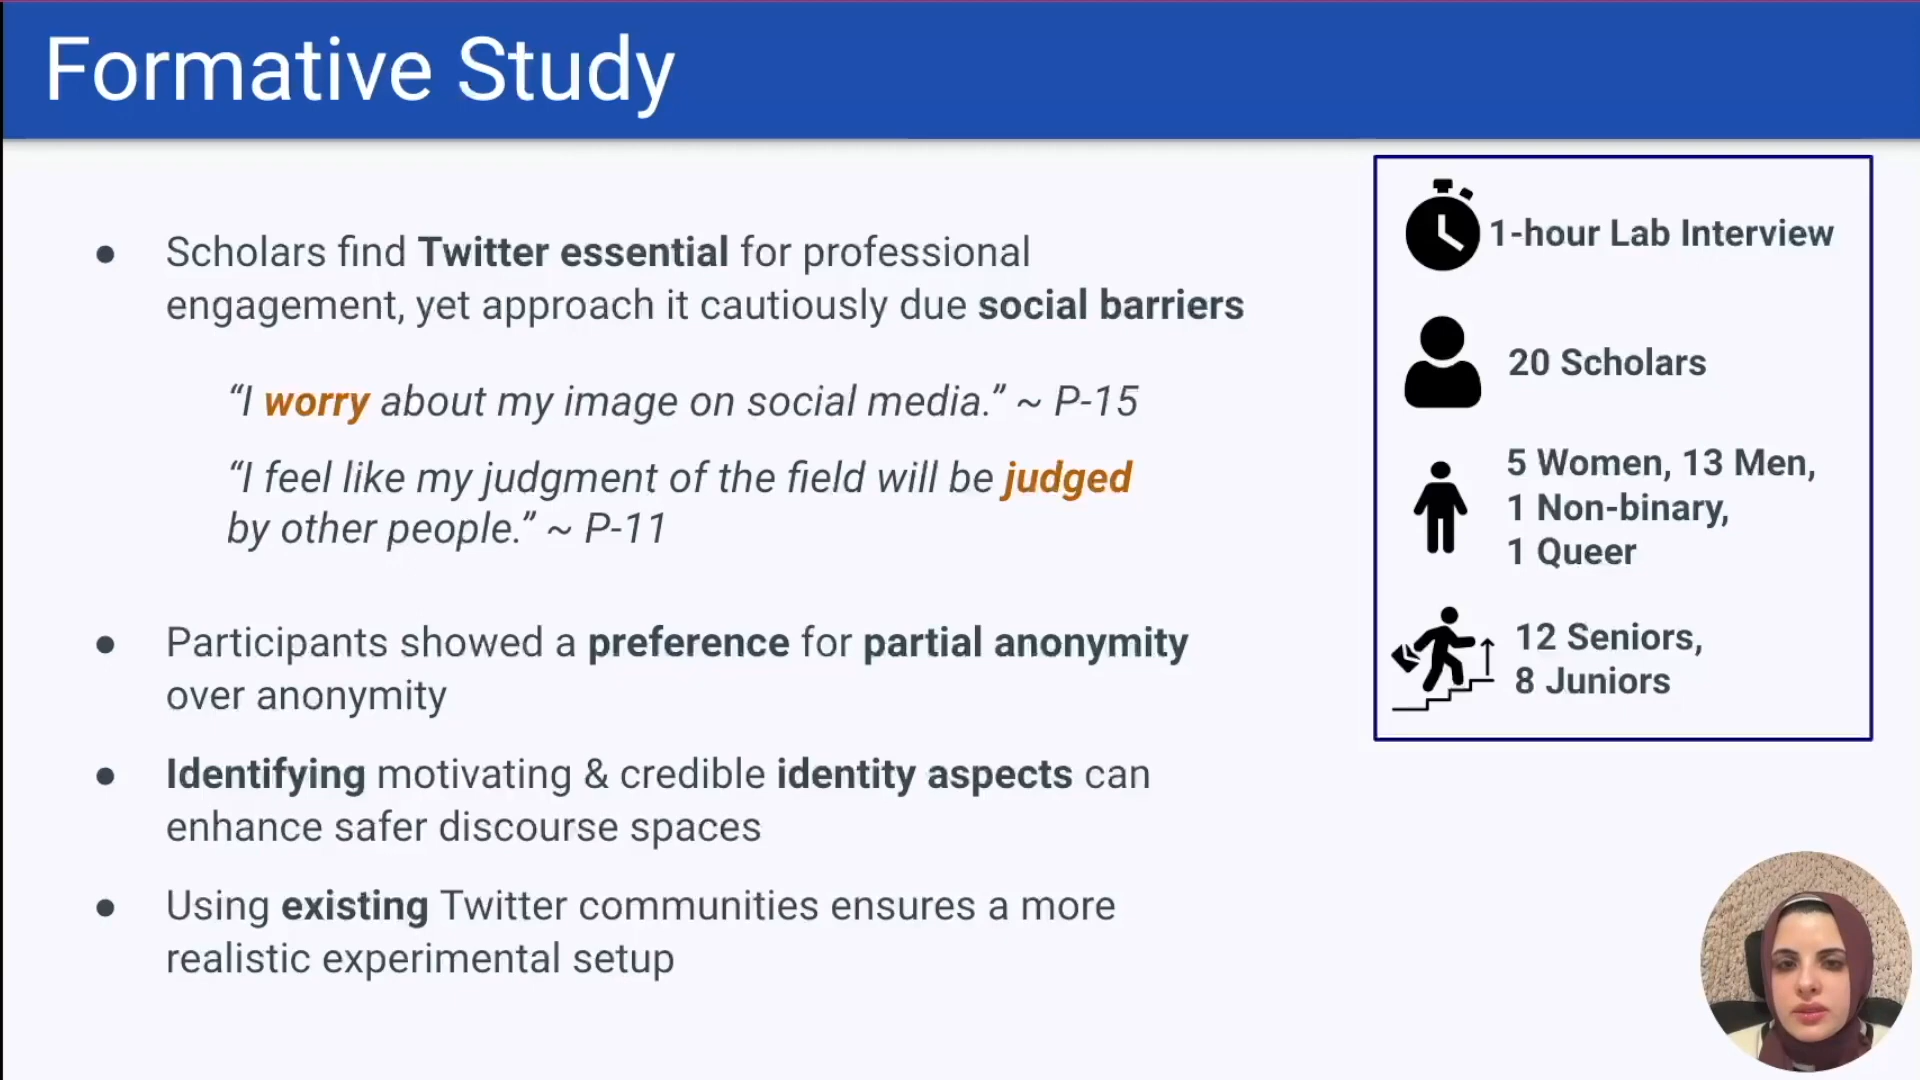 Formative Study
● Scholars find Twitter essential for professional
engagement, yet approach it cautiously due social barriers
“I worry about my image on social media.” ~ P-15
“I feel like my judgment of the field will be judged
by other people.” ~ P-11
● Participants showed a preference for partial anonymity
over anonymity
● Identifying motivating & credible identity aspects can
enhance safer discourse spaces
● Using existing Twitter communities ensures a more
realistic experimental setup
1-hour Lab Interview
20 Scholars
5 Women, 13 Men,
1 Non-binary,
1 Queer
12 Seniors,
8 Juniors